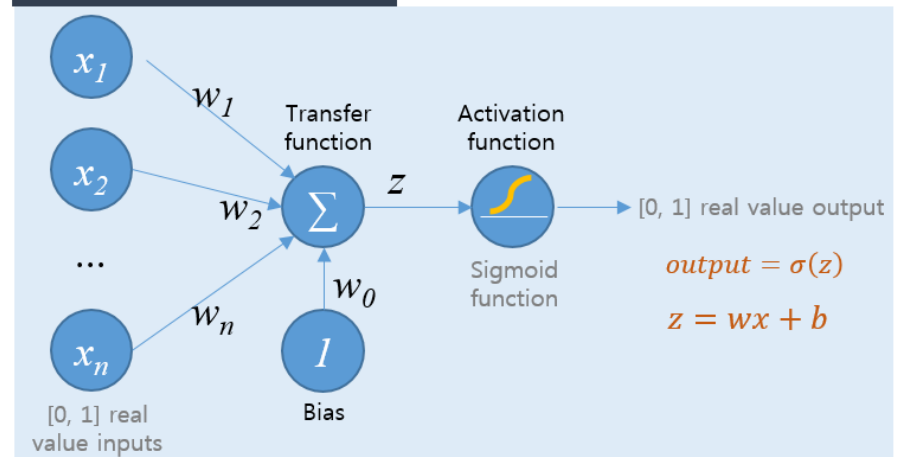 x1
w1
Transfer
function
Activation
function
x2
w2
∑
z
[0, 1] real value output
...
Sigmoid
function
output = σ(z)
z = wx + b
wn
w0
xn
1
[0, 1] real
value inputs
Bias